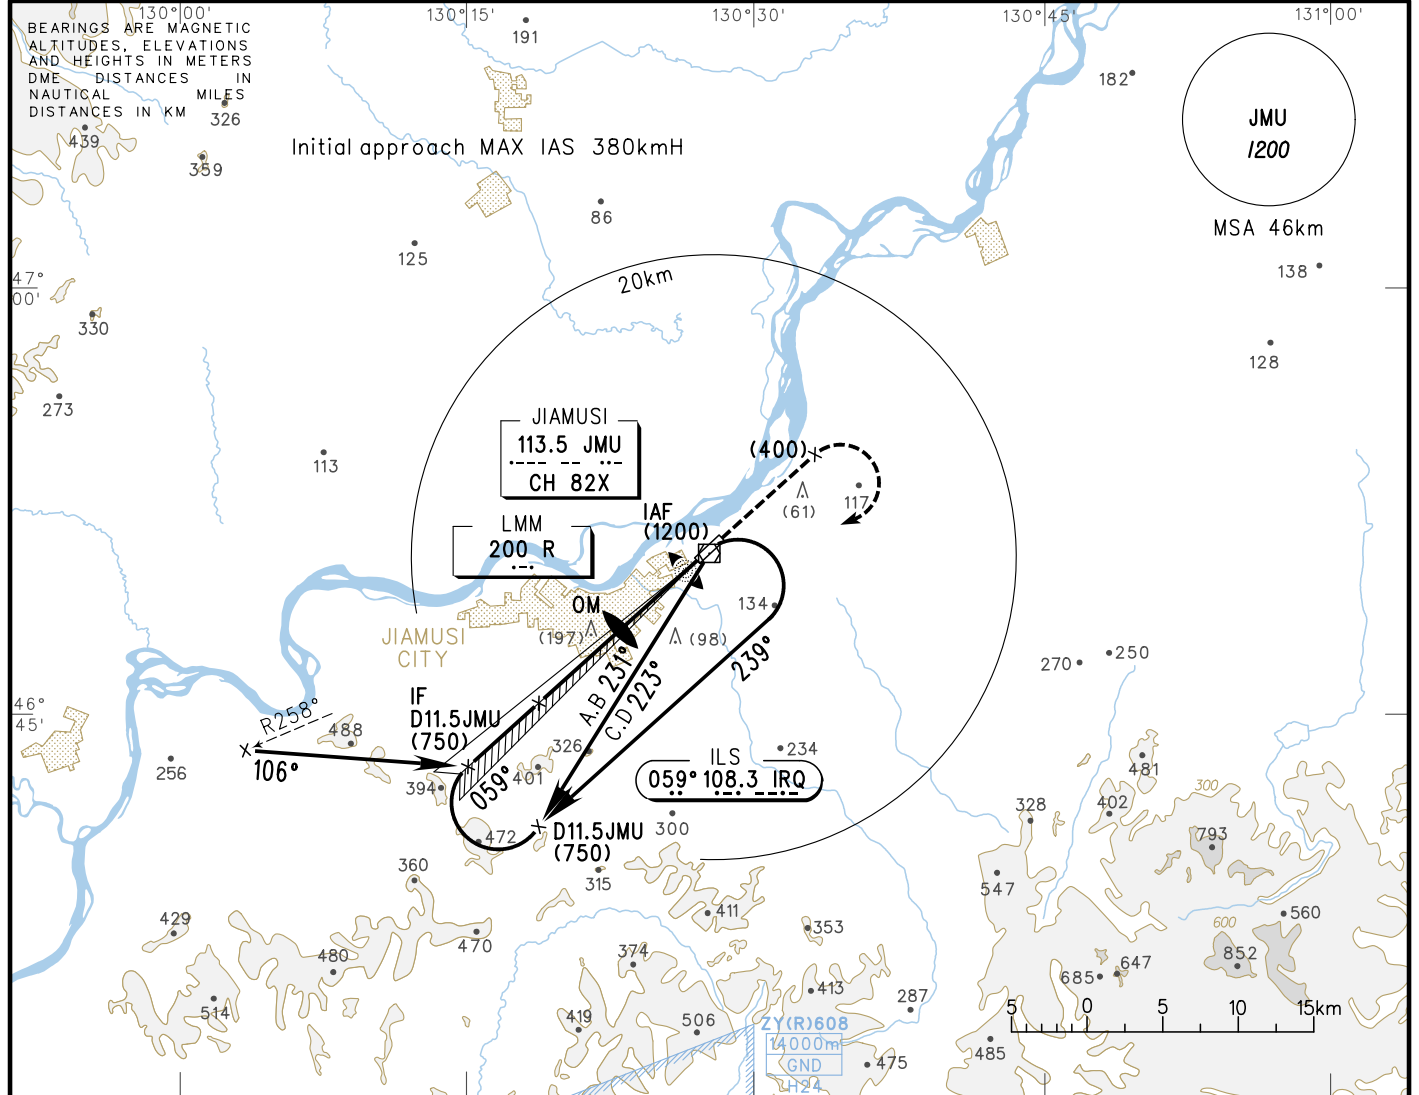 130°00'
130°15'
130°30'
130°45'
131°00'
BEARINGS ARE MAGNETIC
ALTITUDES, ELEVATIONS
AND HEIGHTS IN METERS
DME DISTANCES IN
NAUTICAL MILES
DISTANCES IN KM
191
182
326
439
359
Initial approach MAX IAS 380kmH
JMU
1200
MSA 46km
86
125
138
47°
00'
20km
330
128
273
JIAMUSI
113.5 JMU
CH 82X
(400)
113
117
(61)
LMM
200 R
IAF
(1200)
OM
134
(197)
(98)
JIAMUSI
CITY
239°
A.B 231°
C.D 223°
270
250
46°
45'
IF
D11.5JMU
(750)
R258°
488
326
234
256
106°
394
059°
401
ILS
059° 108.3 IRQ
481
300
328
402
300
472
D11.5JMU
(750)
793
360
315
547
429
411
353
560
470
600
480
374
852
647
685
413
287
514
5 0 5 10 15km
419
506
ZY(R)608
14000m
GND
H24
475
485